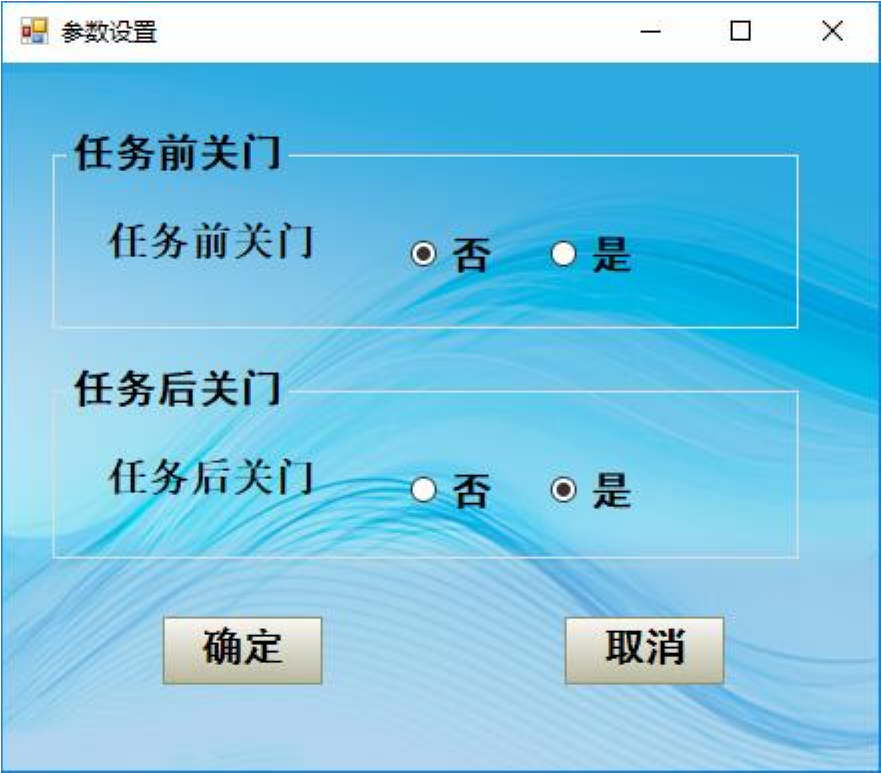 参数设置
任务前关门
任务前关门 否 是
任务后关门
任务后关门 否 是
确定 取消